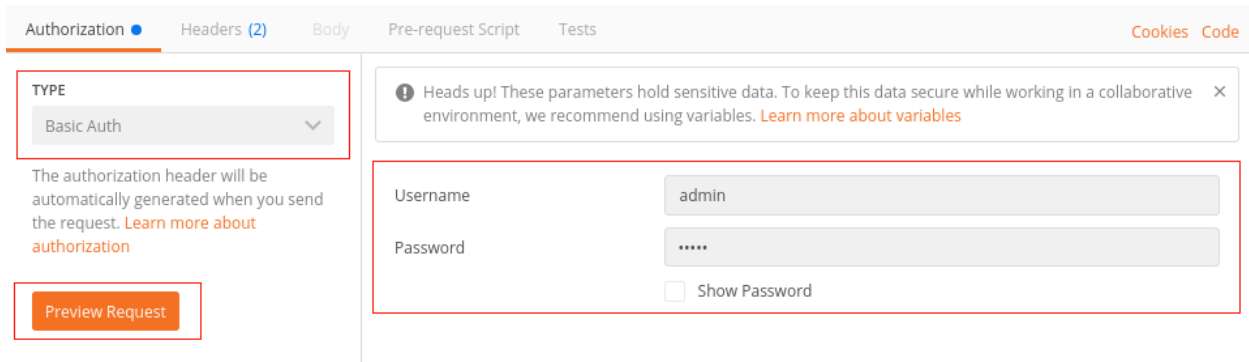 Authorization ● Headers (2) Body Pre-request Script Tests Cookies Code
TYPE
Basic Auth
The authorization header will be
automatically generated when you send
the request. Learn more about
authorization
Preview Request
Heads up! These parameters hold sensitive data. To keep this data secure while working in a collaborative
environment, we recommend using variables. Learn more about variables
Username admin
Password •••••
Show Password